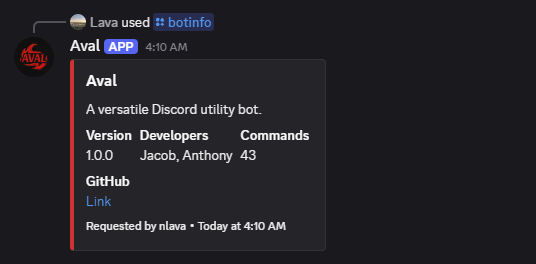 Lava used botinfo
AVAL
Aval APP 4:10 AM
Aval
A versatile Discord utility bot.
Version Developers Commands
1.0.0 Jacob, Anthony 43
GitHub
Link
Requested by nlava • Today at 4:10 AM